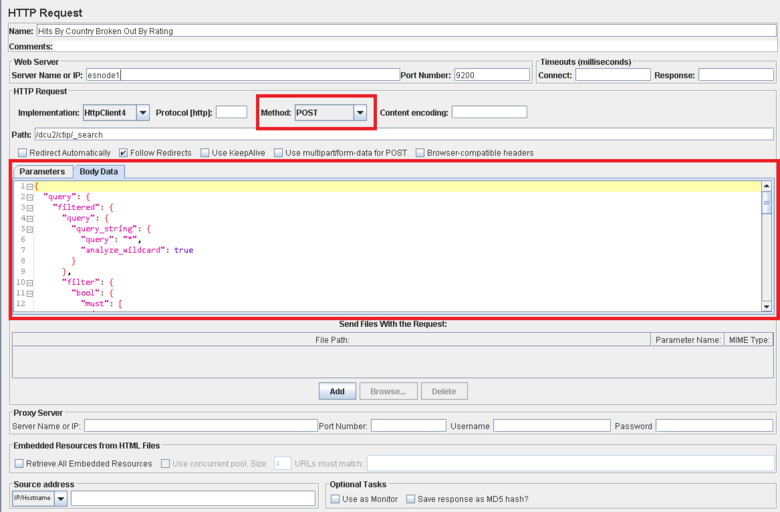 HTTP Request
Name: Hits By Country Broken Out By Rating
Comments:
Web Server
Server Name or IP: esnode1 Port Number: 9200
Timeouts (milliseconds)
Connect: Response:
HTTP Request
Implementation: HttpClient4 Protocol [http]: Method: POST Content encoding:
Path: /dcu2/ctip/_search
Redirect Automatically Follow Redirects Use KeepAlive Use multipart/form-data for POST Browser-compatible headers
Parameters Body Data
1 {
2 "query": {
3 "filtered": {
4 "query": {
5 "query_string": {
6 "query": "*",
7 "analyze_wildcard": true
8 }
9 },
10 "filter": {
11 "bool": {
12 "must": [
Send Files With the Request:
File Path: Parameter Name: MIME Type:
Add Browse... Delete
Proxy Server
Server Name or IP: Port Number: Username Password
Embedded Resources from HTML Files
Retrieve All Embedded Resources Use concurrent pool. Size: 4 URLs must match:
Source address
IP/Hostname
Optional Tasks
Use as Monitor Save response as MD5 hash?